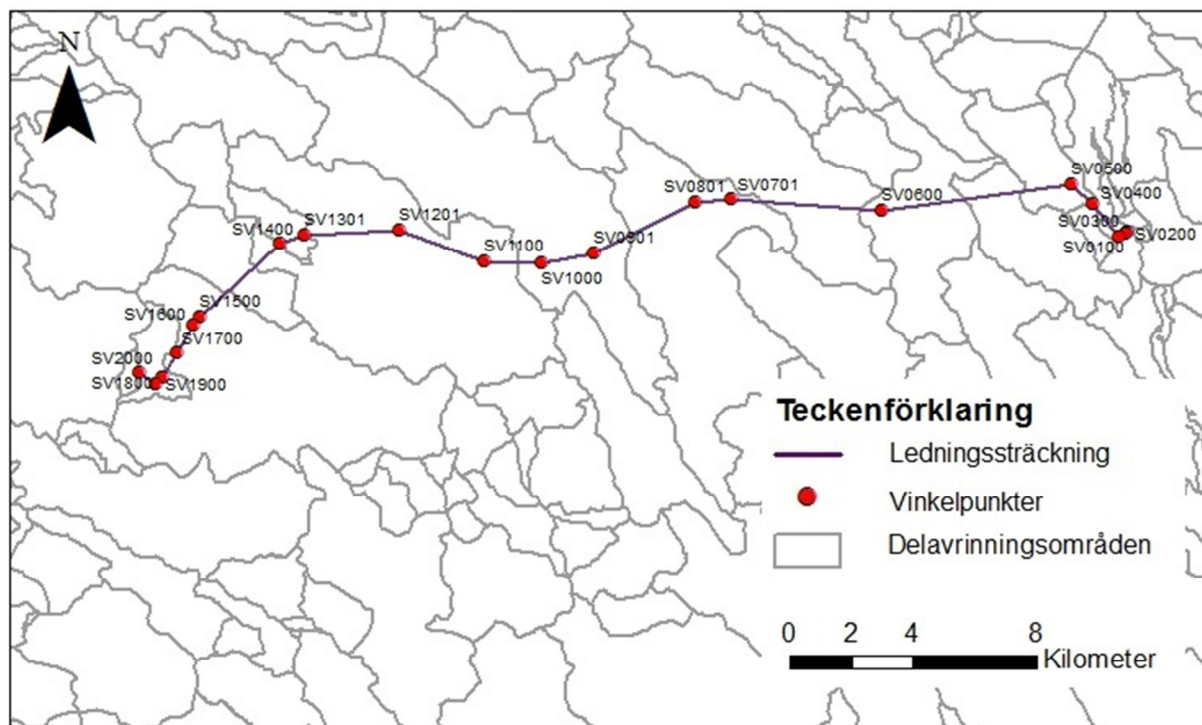 N
SV0500
SV0801
SV0701
SV0600
SV0400
SV1301
SV1201
SV1400
SV0300
SV0901
SV1100
SV0100
SV0200
SV1000
SV1500
SV1600
SV1700
SV2000
SV1800
SV1900
Teckenförklaring
Ledningssträckning
Vinkelpunkter
Delavrinningsområden
0 2 4 8
Kilometer